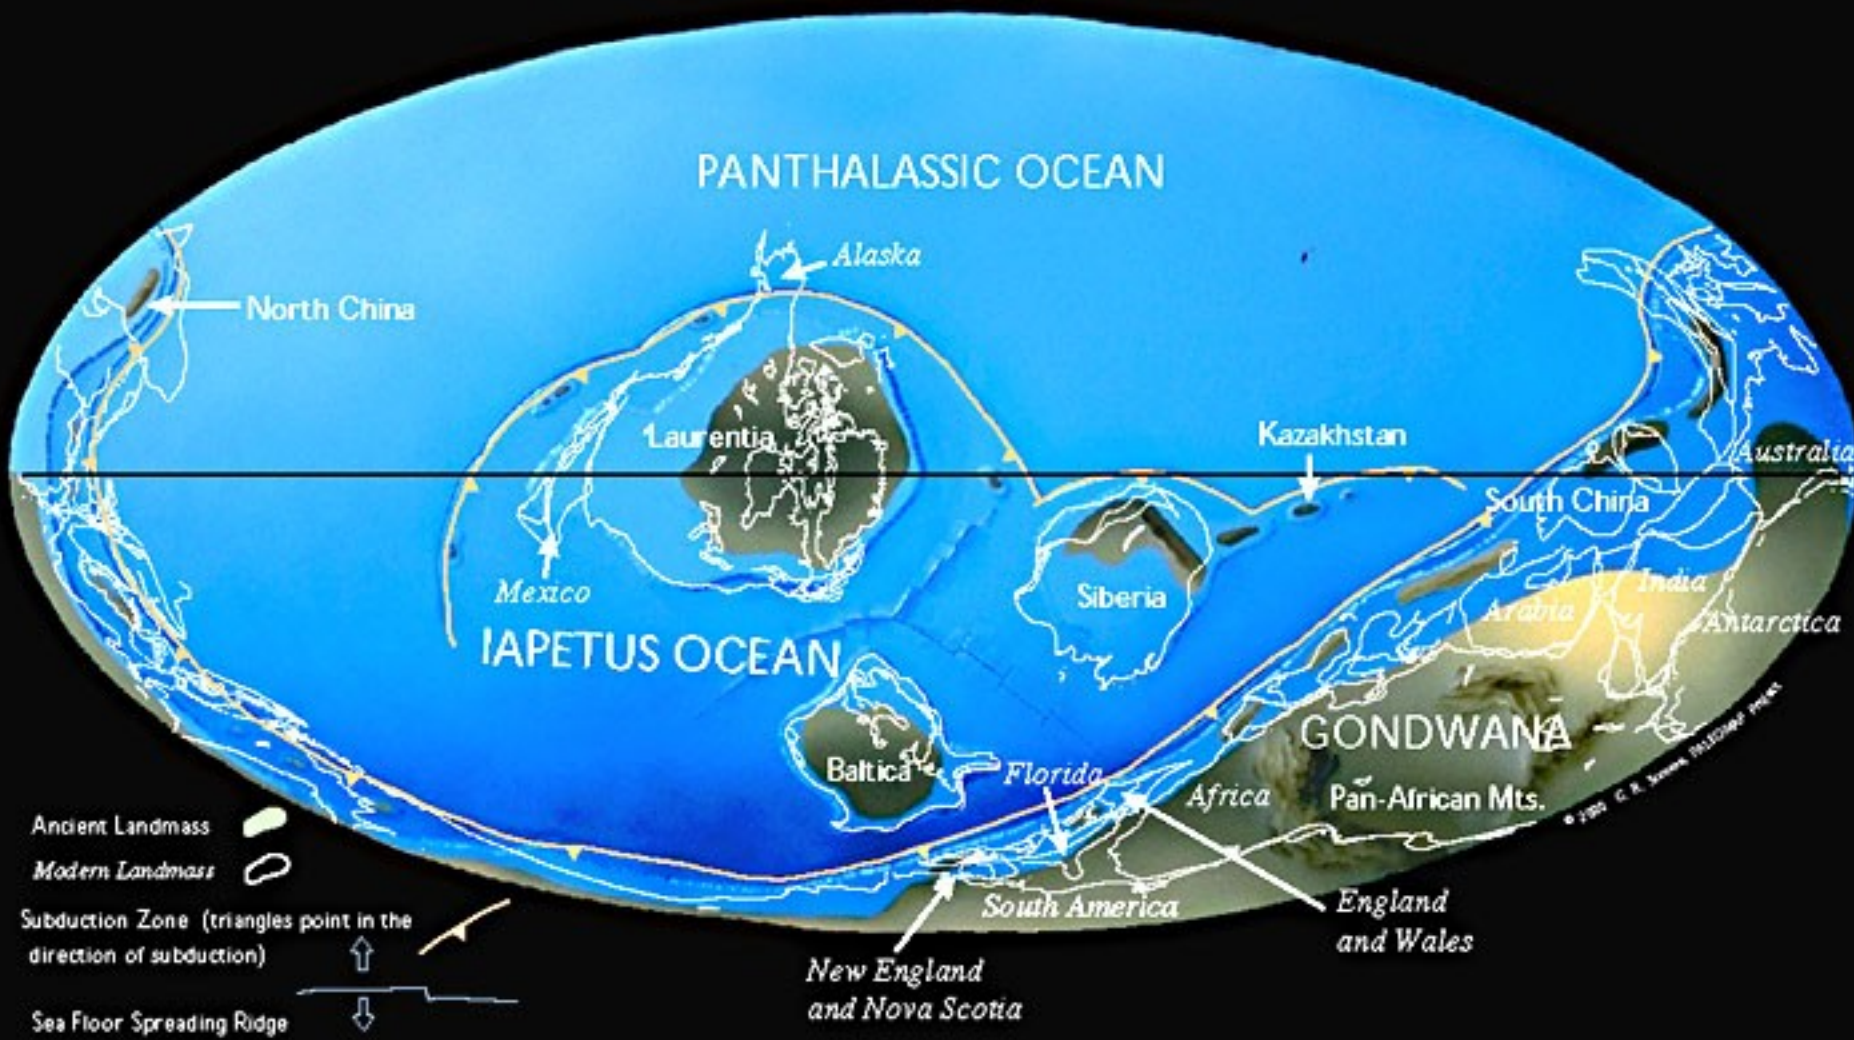 PANTHALASSIC OCEAN
Alaska
North China
Laurentia
Kazakhstan
Australia
South China
Mexico
Siberia
India
Arabia
Antarctica
IAPETUS OCEAN
GONDWANA
Baltica
Florida
Africa
Pan-African Mts.
Ancient Landmass
Modern Landmass
South America
England
and Wales
Subduction Zone (triangles point in the
direction of subduction)
New England
and Nova Scotia
Sea Floor Spreading Ridge